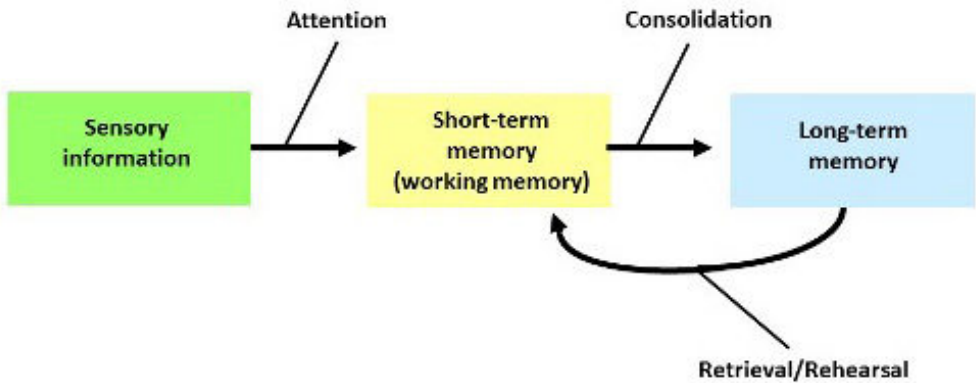 Attention
Consolidation
Sensory
information
Short-term
memory
(working memory)
Long-term
memory
Retrieval/Rehearsal